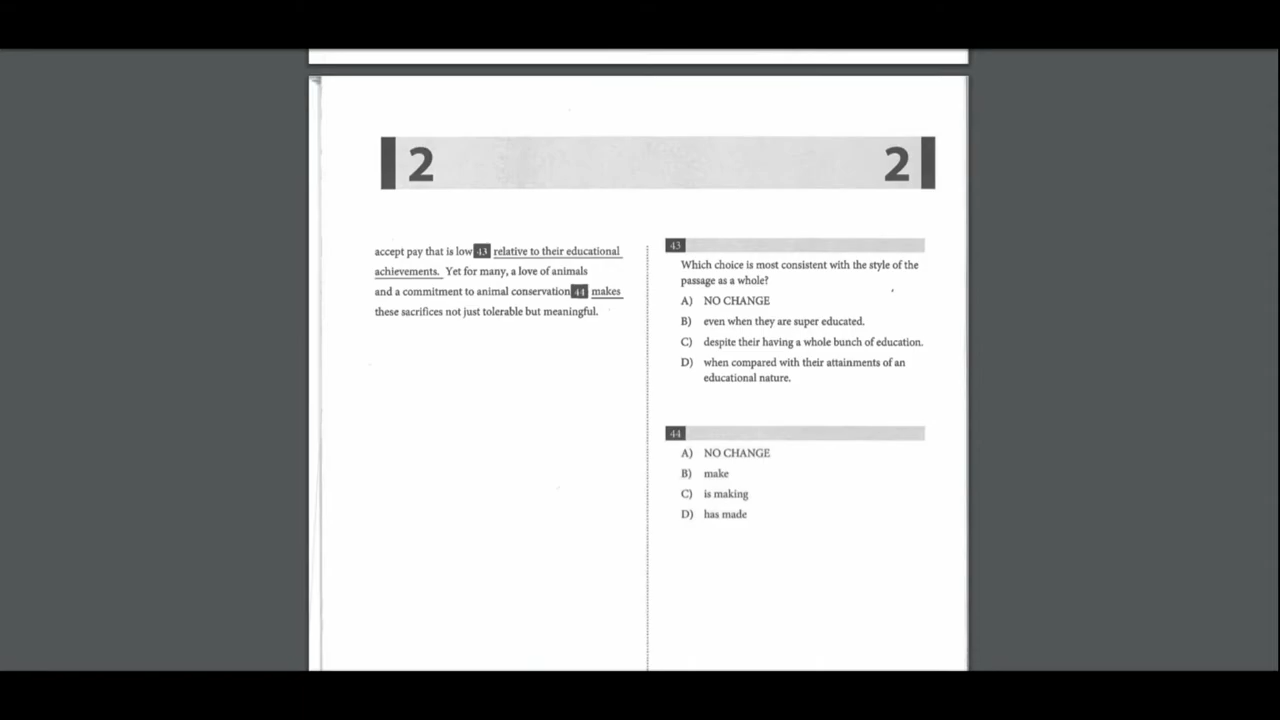 2 2
accept pay that is low 43 relative to their educational
achievements. Yet for many, a love of animals
and a commitment to animal conservation 44 makes
these sacrifices not just tolerable but meaningful.
43
Which choice is most consistent with the style of the
passage as a whole?
A) NO CHANGE
B) even when they are super educated.
C) despite their having a whole bunch of education.
D) when compared with their attainments of an
educational nature.
44
A) NO CHANGE
B) make
C) is making
D) has made